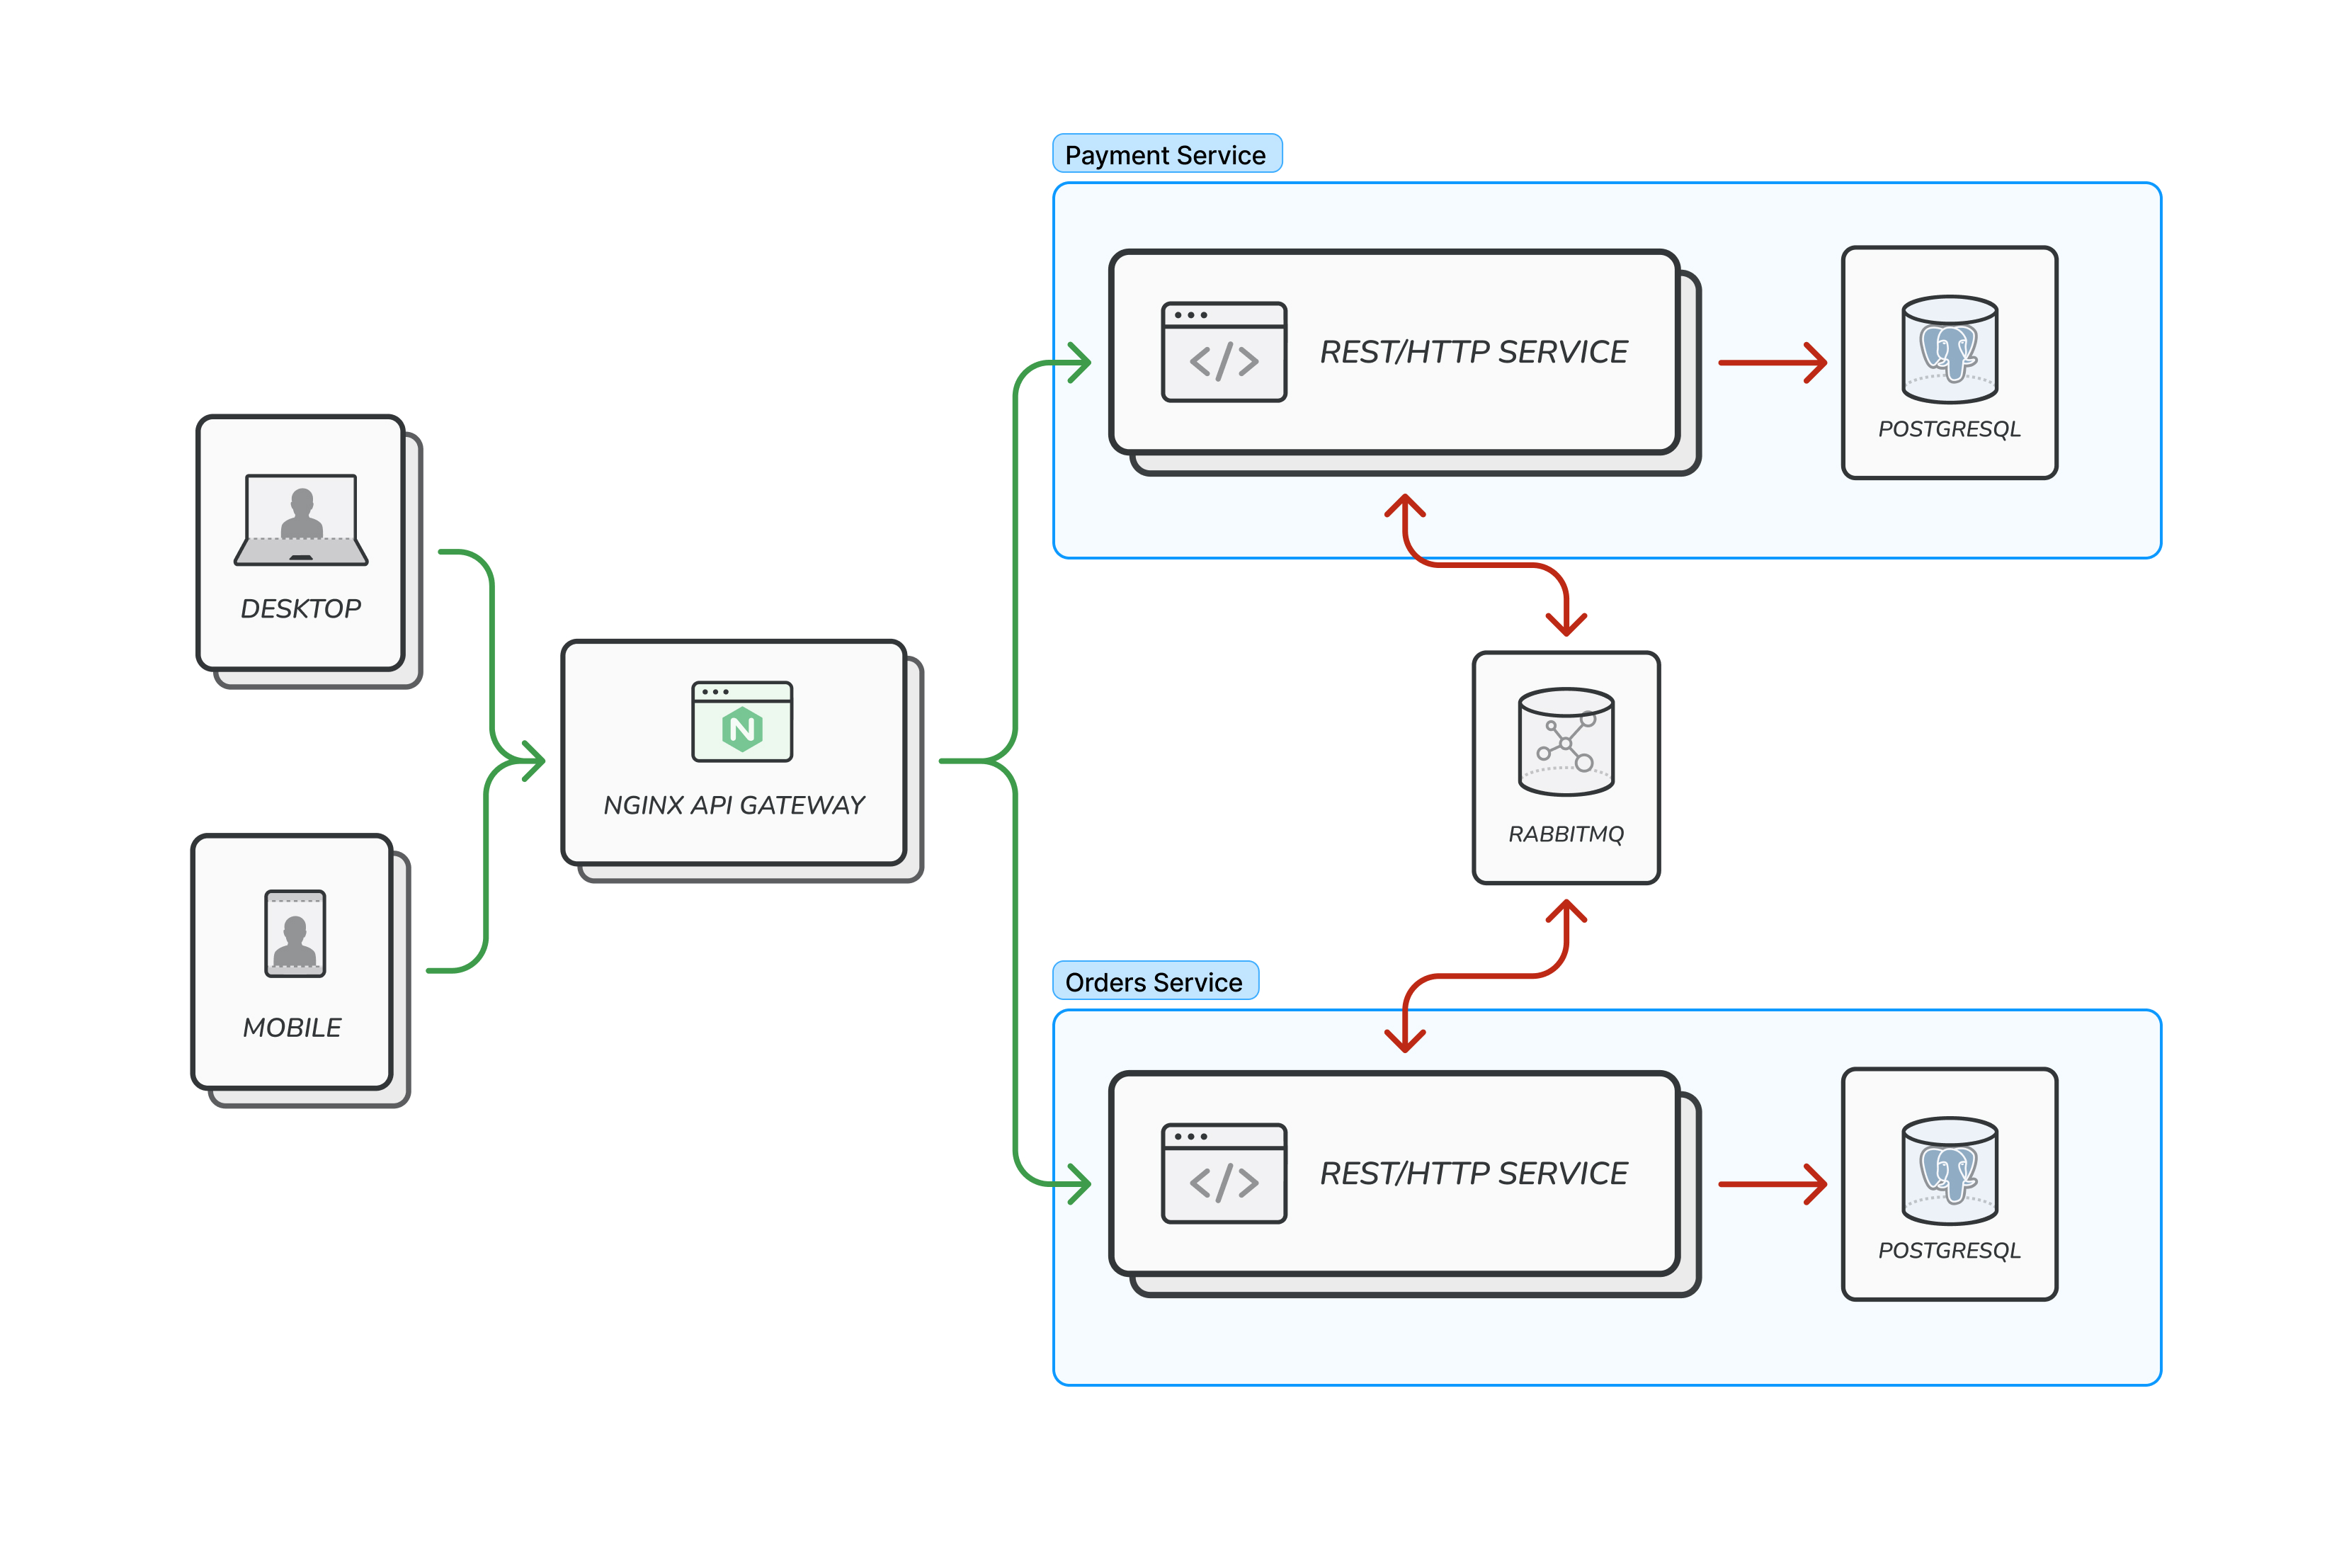 Payment Service
REST/HTTP SERVICE
POSTGRESQL
DESKTOP
NGINX API GATEWAY
RABBITMQ
MOBILE
Orders Service
REST/HTTP SERVICE
POSTGRESQL